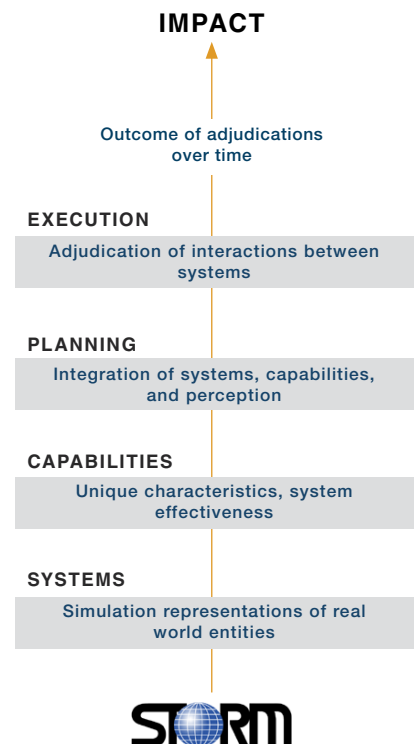 IMPACT
Outcome of adjudications
over time
EXECUTION
Adjudication of interactions between
systems
PLANNING
Integration of systems, capabilities,
and perception
CAPABILITIES
Unique characteristics, system
effectiveness
SYSTEMS
Simulation representations of real
world entities
STORM